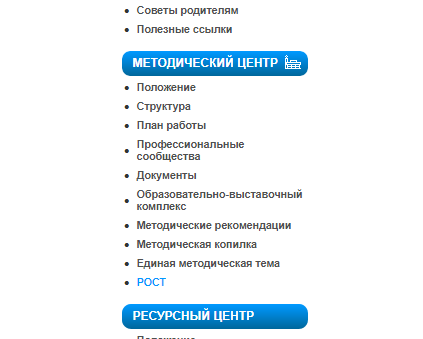 Советы родителям
Полезные ссылки
МЕТОДИЧЕСКИЙ ЦЕНТР
Положение
Структура
План работы
Профессиональные
сообщества
Документы
Образовательно-выставочный
комплекс
Методические рекомендации
Методическая копилка
Единая методическая тема
РОСТ
РЕСУРСНЫЙ ЦЕНТР